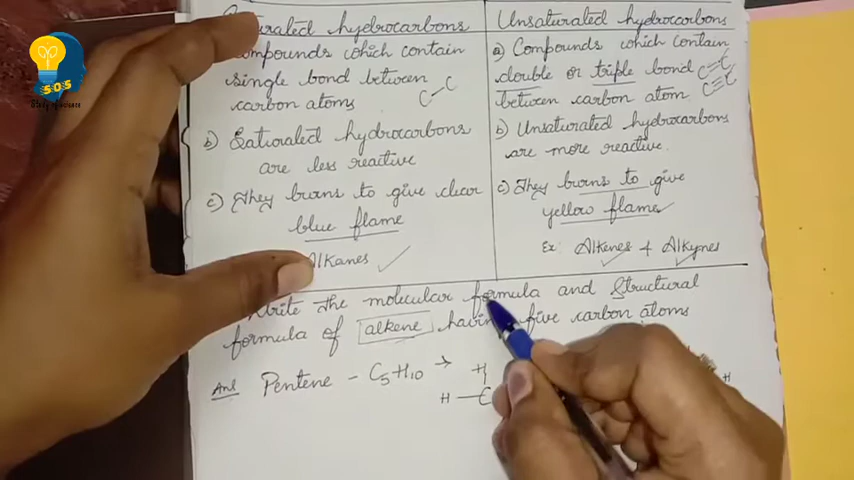 Saturated hydrocarbons
Compounds which contain
single bond between
carbon atoms
C C
b) Saturated hydrocarbons
are less reactive
c) They burns to give clear
blue flame
Alkanes
Unsaturated hydrocarbons
a) Compounds which contain
double or triple bond
between carbon atom
C=C
C≡C
b) Unsaturated hydrocarbons
are more reactive.
c) They burns to give
yellow flame
Ex: Alkenes + Alkynes
Write the molecular formula and Structural
formula of alkene having five carbon atoms
Ans Pentene - C5H10 →
H
H - C
H
SOS